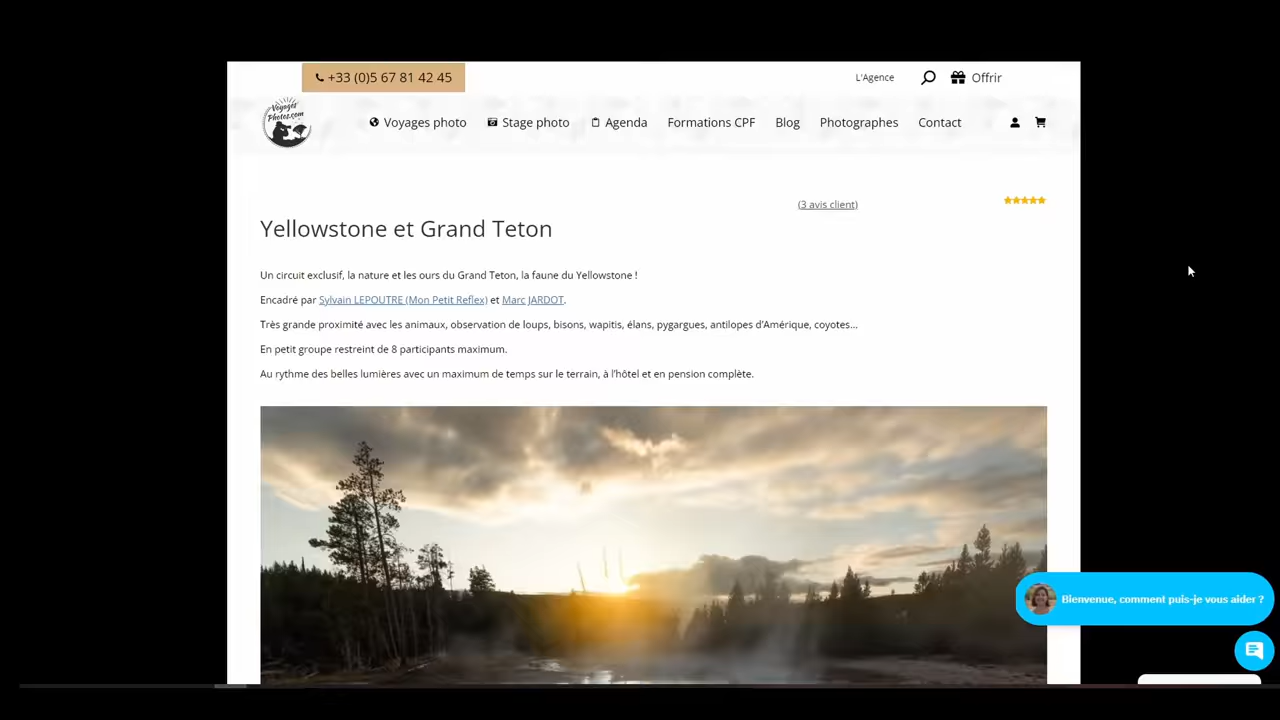 +33 (0)5 67 81 42 45
L'Agence
Offrir
Voyages Photos.com
Voyages photo
Stage photo
Agenda
Formations CPF
Blog
Photographes
Contact
(3 avis client)
Yellowstone et Grand Teton
Un circuit exclusif, la nature et les ours du Grand Teton, la faune du Yellowstone !
Encadré par Sylvain LEPOUTRE (Mon Petit Reflex) et Marc JARDOT.
Très grande proximité avec les animaux, observation de loups, bisons, wapitis, élans, pygargues, antilopes d'Amérique, coyotes…
En petit groupe restreint de 8 participants maximum.
Au rythme des belles lumières avec un maximum de temps sur le terrain, à l'hôtel et en pension complète.
Bienvenue, comment puis-je vous aider ?